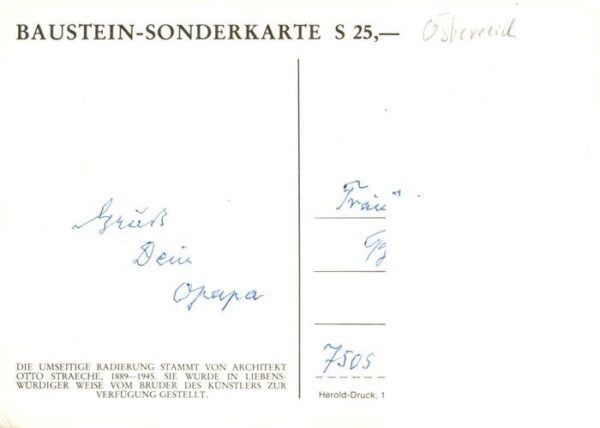 BAUSTEIN-SONDERKARTE S 25,—
Österreich
Gruß
Dein
Opapa
DIE UMSEITIGE RADIERUNG STAMMT VON ARCHITEKT
OTTO STRAECHE, 1889—1945. SIE WURDE IN LIEBENS-
WÜRDIGER WEISE VOM BRUDER DES KÜNSTLERS ZUR
VERFÜGUNG GESTELLT.
7505
Herold-Druck, 1